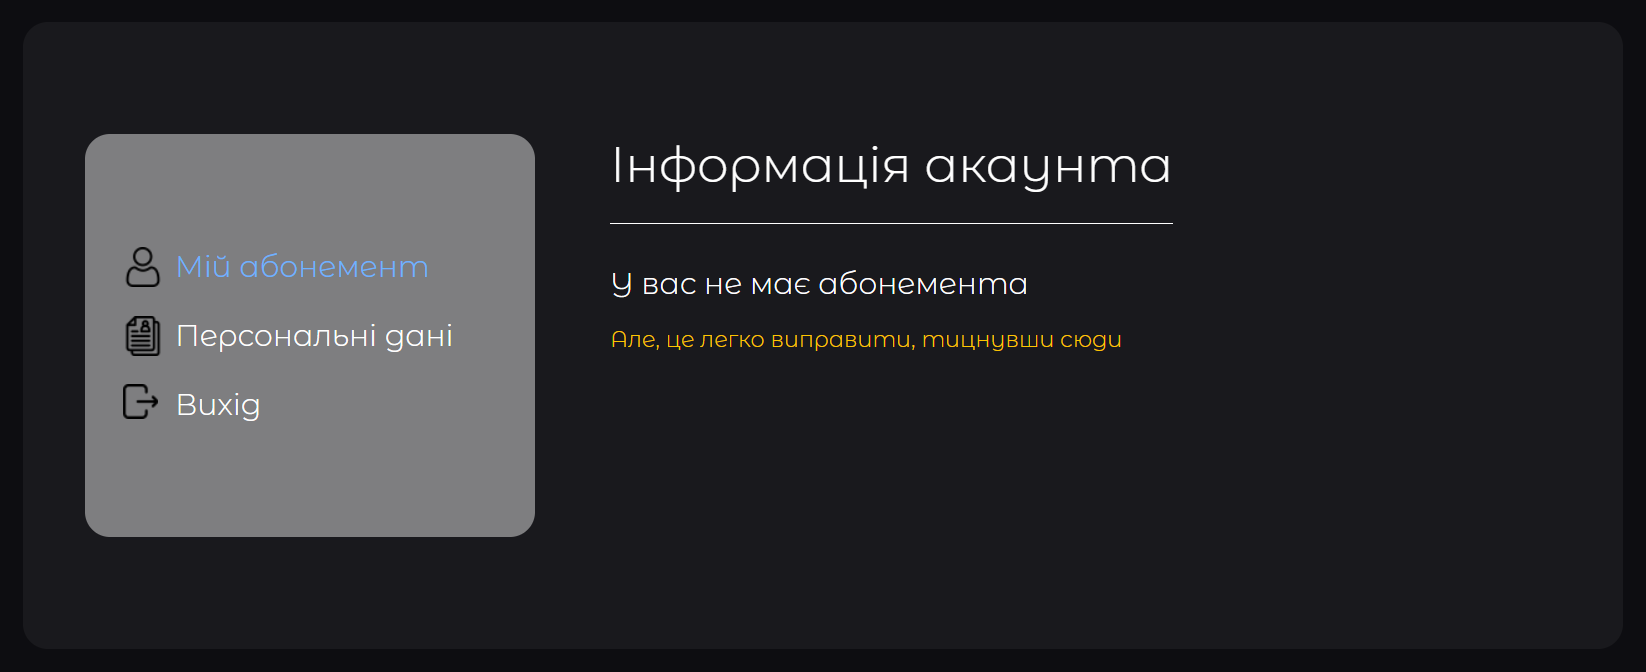 Мій абонемент
Персональні дані
Вихід
Інформація акаунта
У вас не має абонемента
Але, це легко виправити, тицнувши сюди